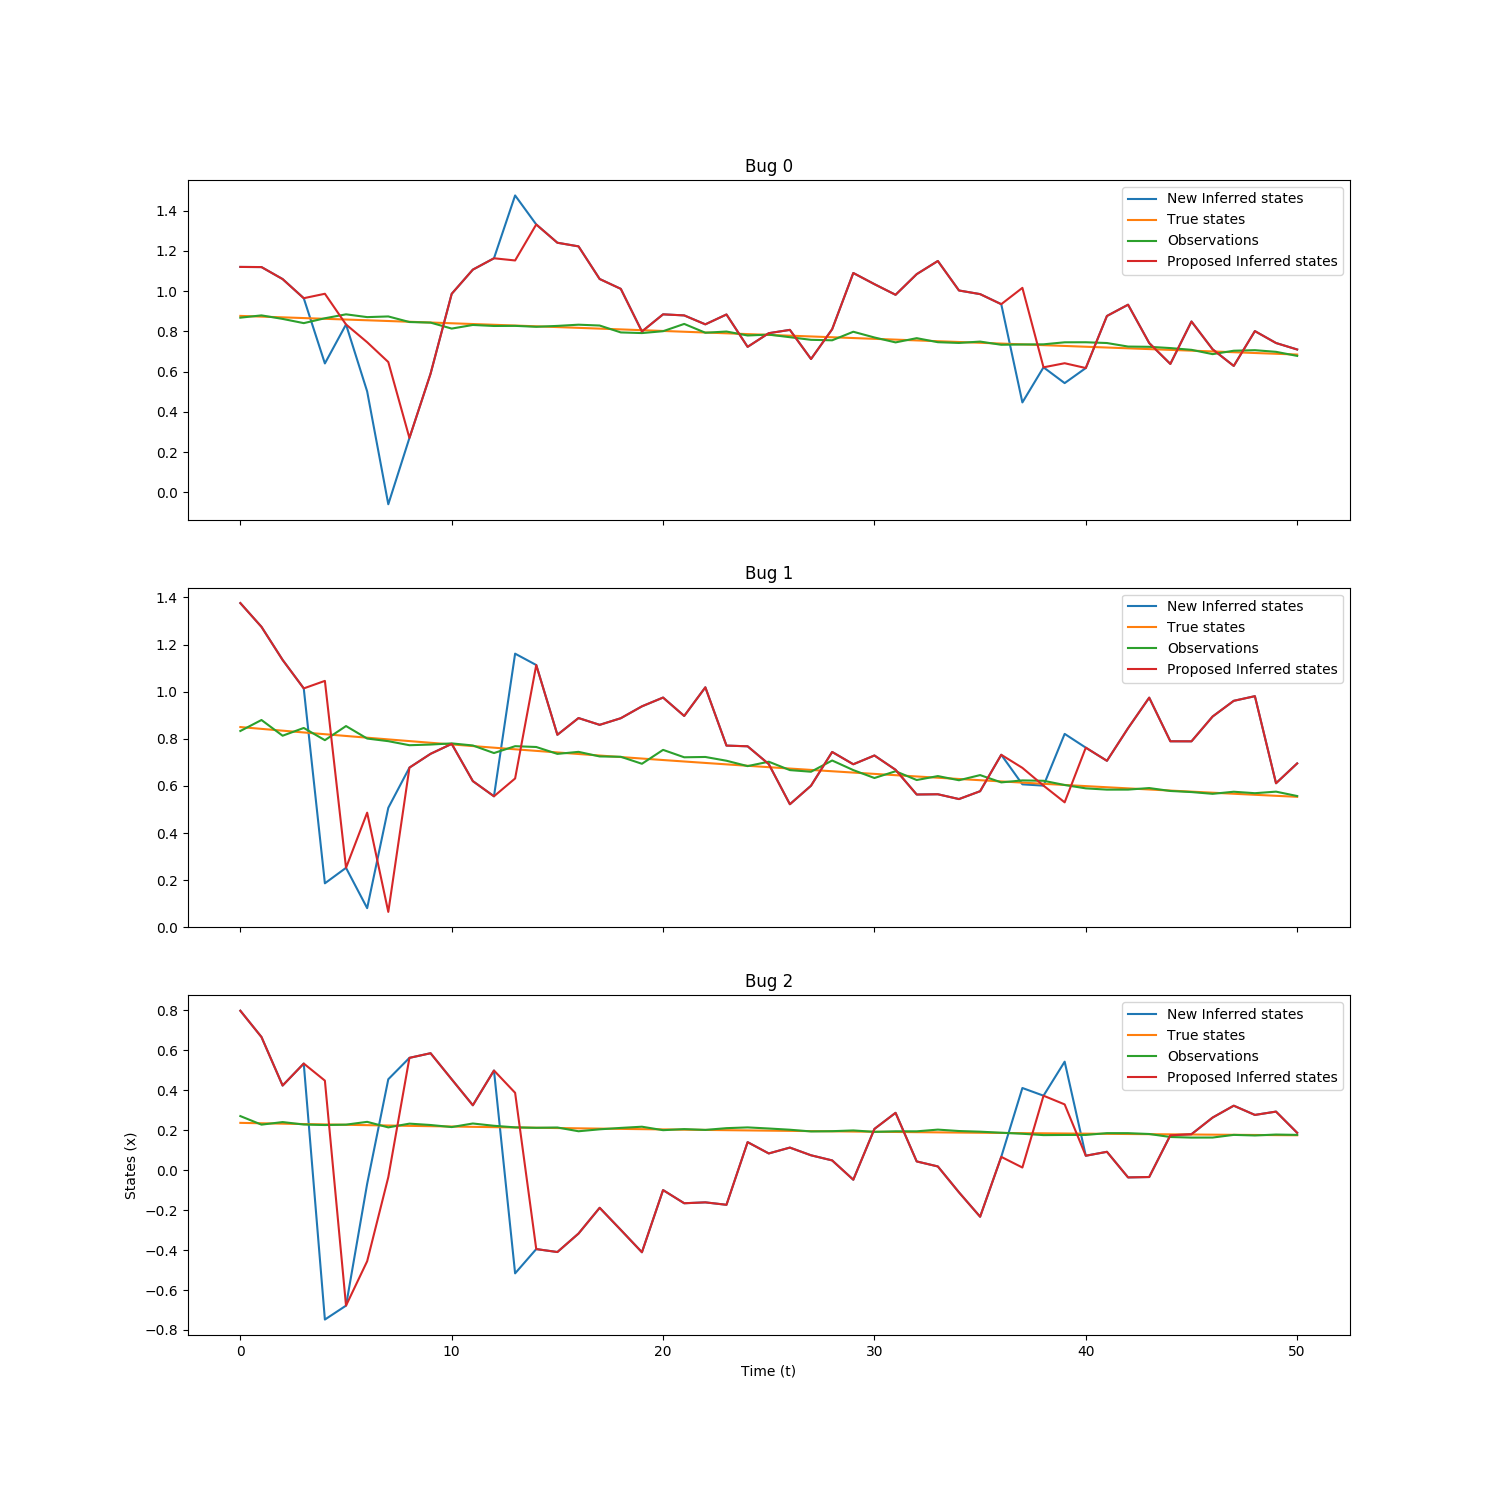 Bug 0
1.4
1.2
1.0
0.8
0.6
0.4
0.2
0.0
New Inferred states
True states
Observations
Proposed Inferred states
Bug 1
1.4
1.2
1.0
0.8
0.6
0.4
0.2
0.0
New Inferred states
True states
Observations
Proposed Inferred states
Bug 2
0.8
0.6
0.4
0.2
0.0
−0.2
−0.4
−0.6
−0.8
States (x)
New Inferred states
True states
Observations
Proposed Inferred states
0 10 20 30 40 50
Time (t)